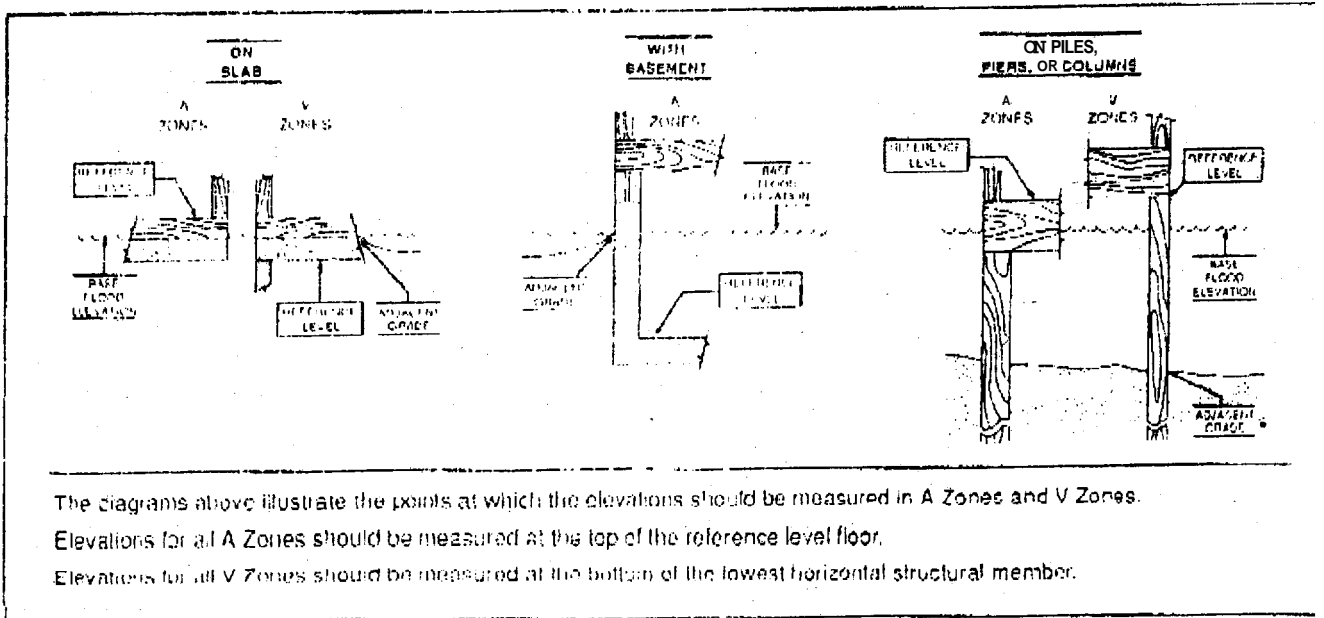 ON
SLAB
A
ZONES
V
ZONES
REFERENCE
LEVEL
BASE
FLOOD
ELEVATION
REFERENCE
LEVEL
ADJACENT
GRADE
WITH
BASEMENT
A
ZONES
BASE
FLOOD
ELEVATION
ADJACENT
GRADE
REFERENCE
LEVEL
ON PILES,
PIERS, OR COLUMNS
A
ZONES
V
ZONES
REFERENCE
LEVEL
REFERENCE
LEVEL
BASE
FLOOD
ELEVATION
ADJACENT
GRADE
The diagrams above illustrate the points at which the elevations should be measured in A Zones and V Zones.
Elevations for all A Zones should be measured at the top of the reference level floor.
Elevations for all V Zones should be measured at the bottom of the lowest horizontal structural member.